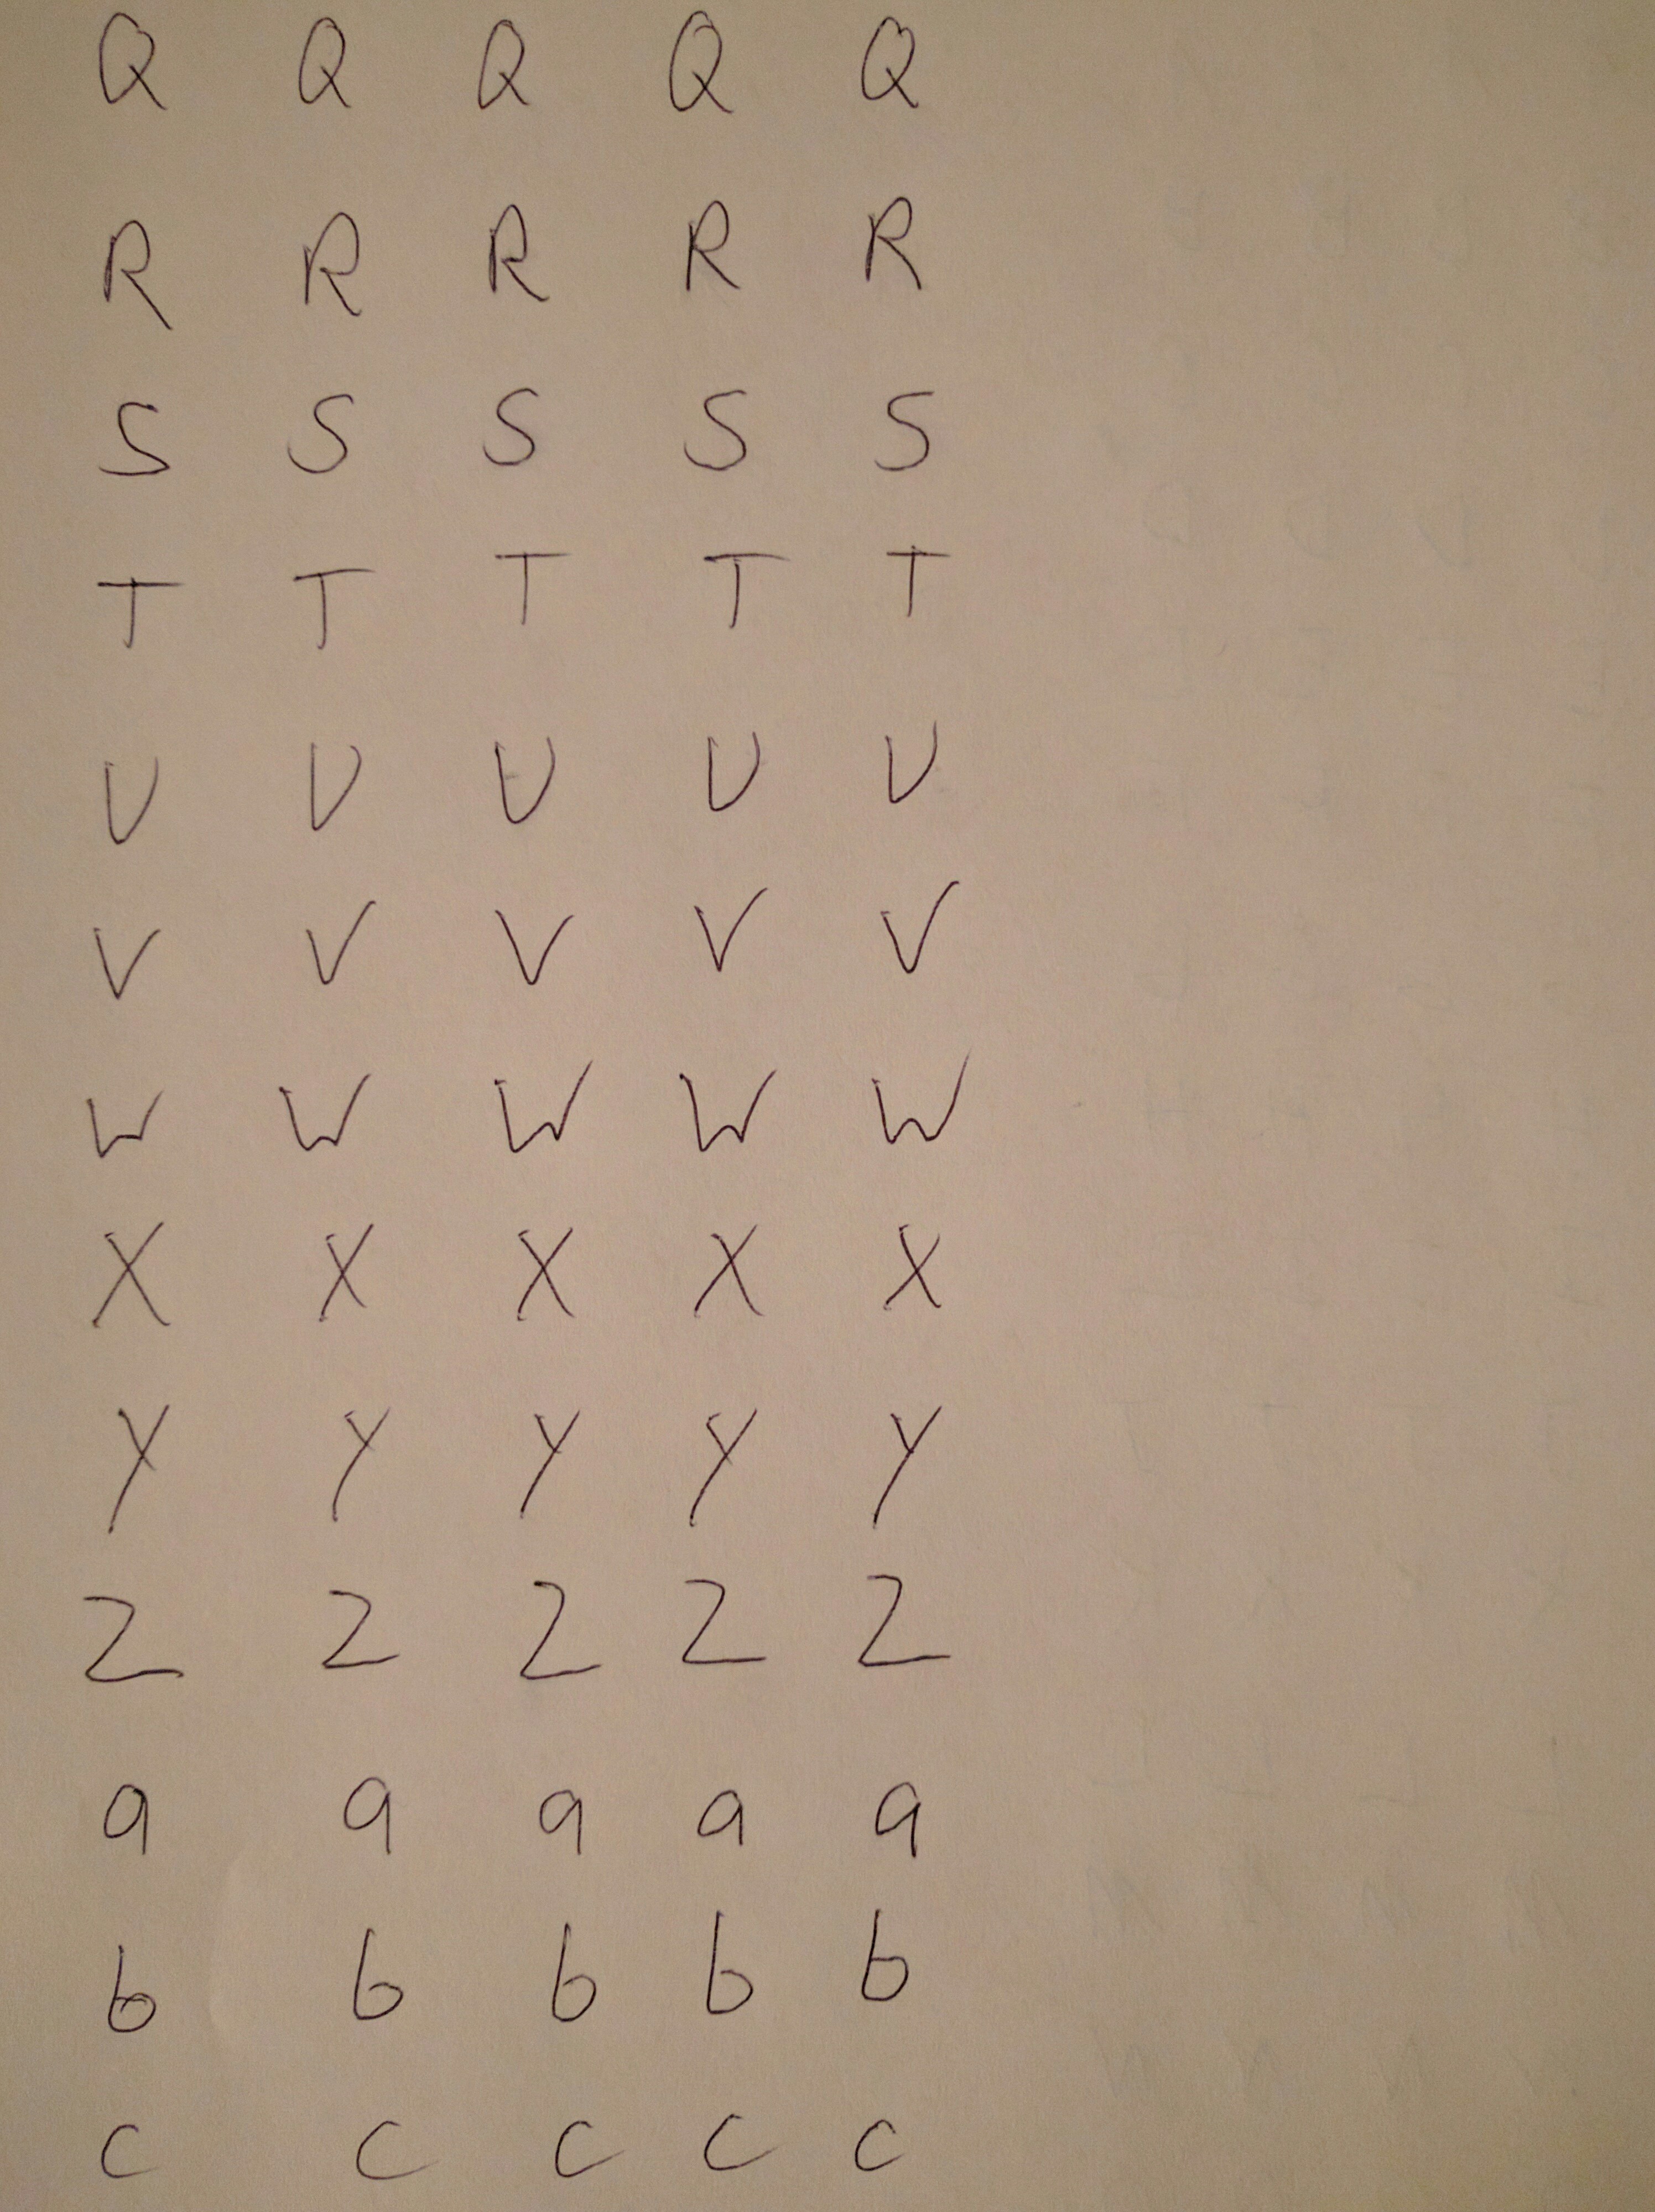 Q Q Q Q Q
R R R R R
S S S S S
T T T T T
U U U U U
V V V V V
W W W W W
X X X X X
Y Y Y Y Y
Z Z Z Z Z
a a a a a
b b b b b
c c c c c